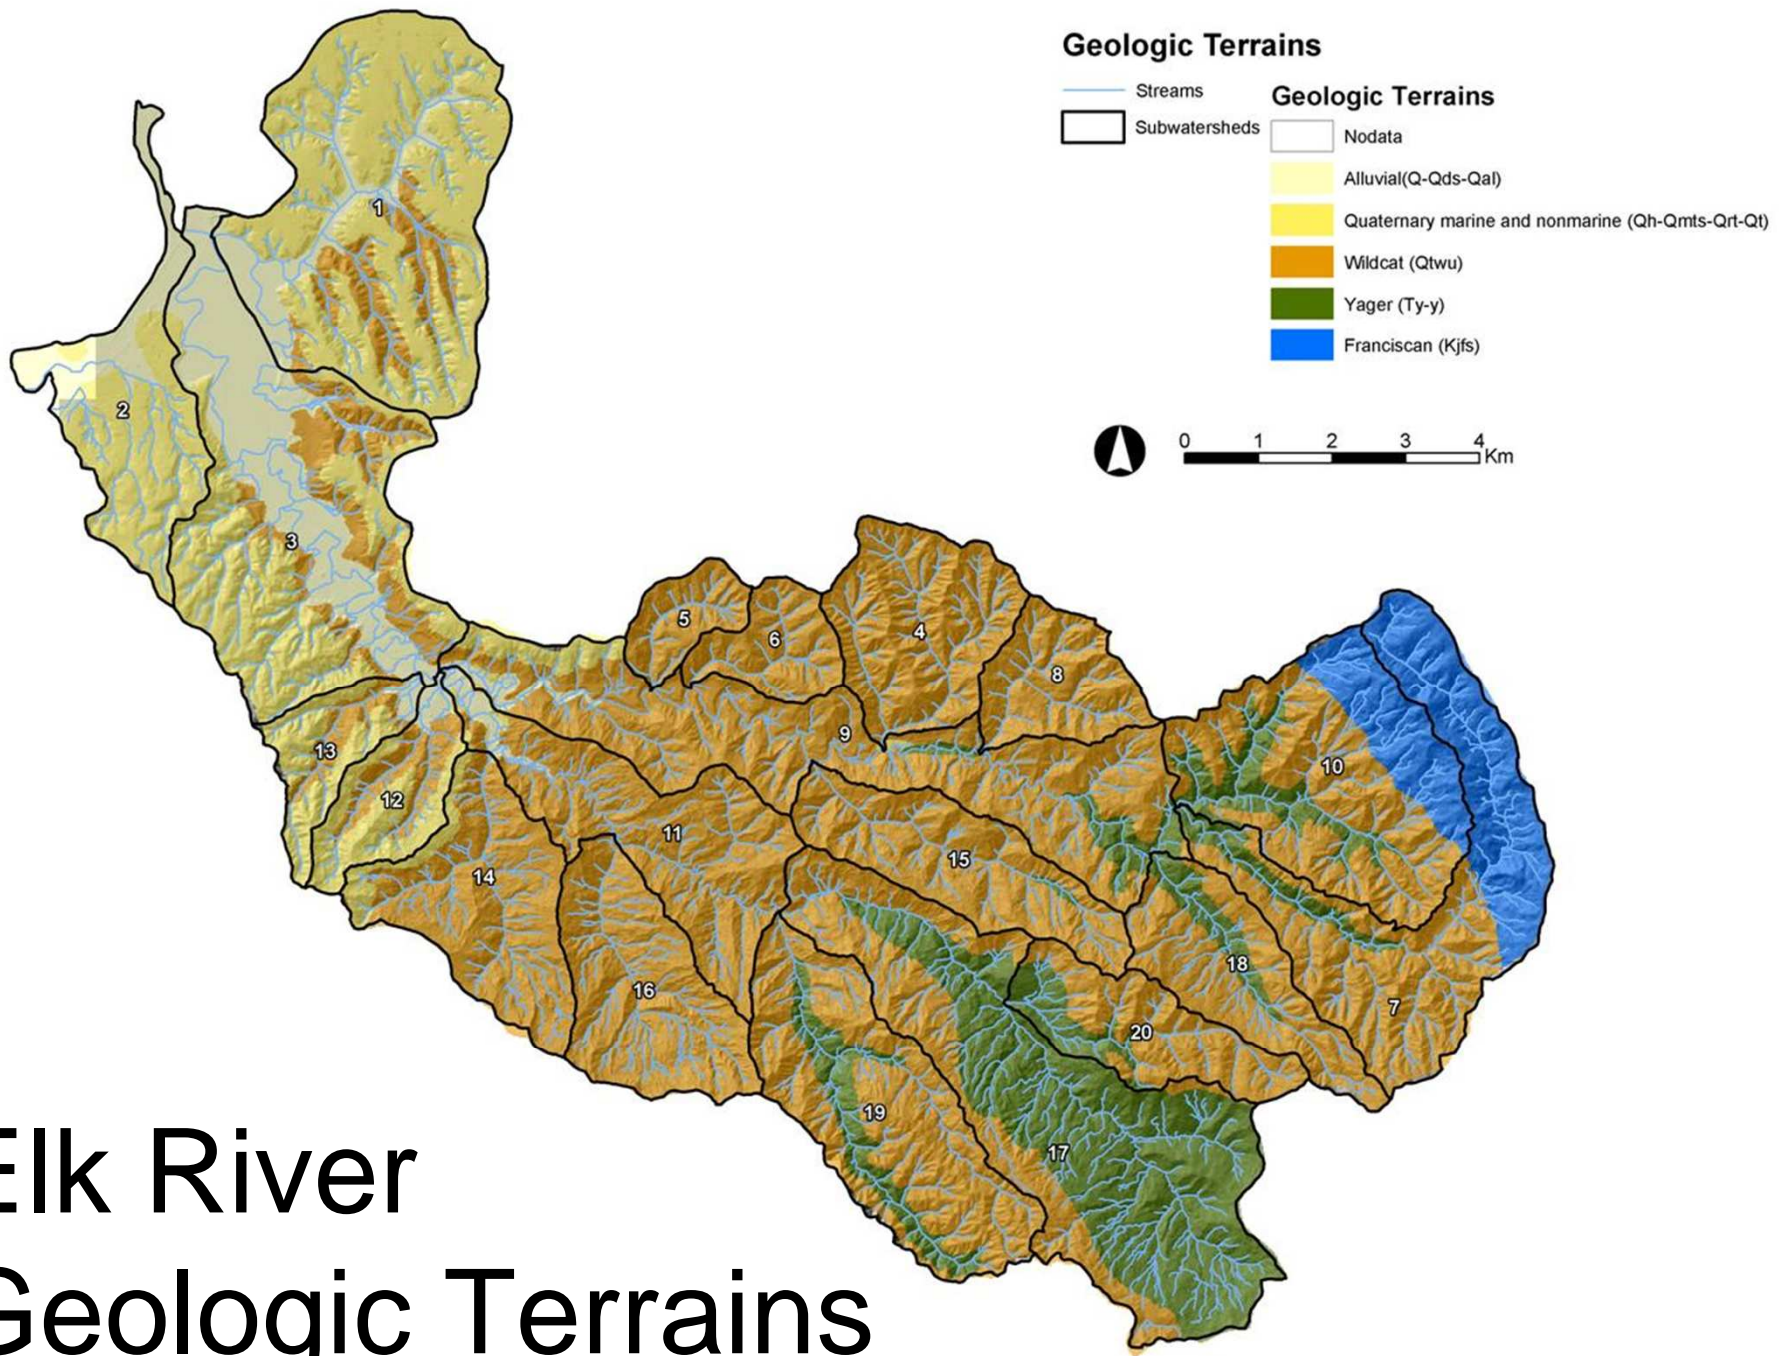 Geologic Terrains
Streams
Subwatersheds
Geologic Terrains
Nodata
Alluvial(Q-Qds-Qal)
Quaternary marine and nonmarine (Qh-Qmts-Qrt-Qt)
Wildcat (Qtwu)
Yager (Ty-y)
Franciscan (Kjfs)
0 1 2 3 4
Km
1
2
3
5
6
4
8
9
10
13
12
11
14
15
16
18
7
20
19
17
Elk River
Geologic Terrains